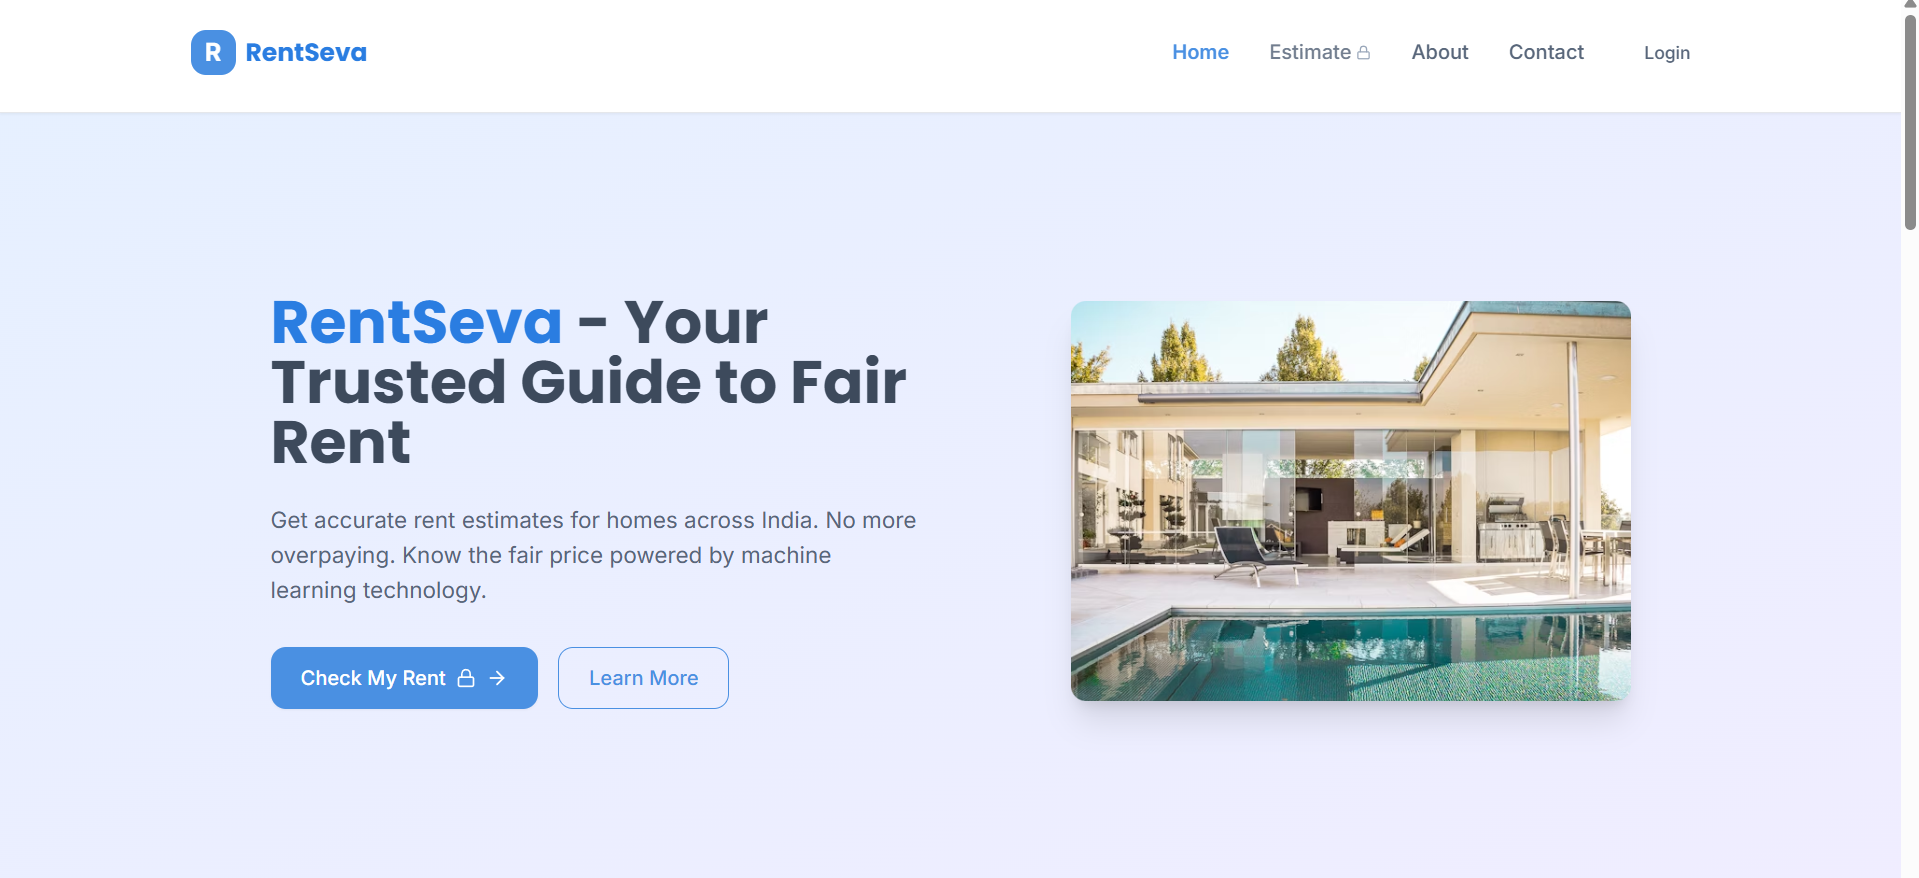 R RentSeva
Home Estimate About Contact Login
RentSeva - Your
Trusted Guide to Fair
Rent
Get accurate rent estimates for homes across India. No more
overpaying. Know the fair price powered by machine
learning technology.
Check My Rent
Learn More